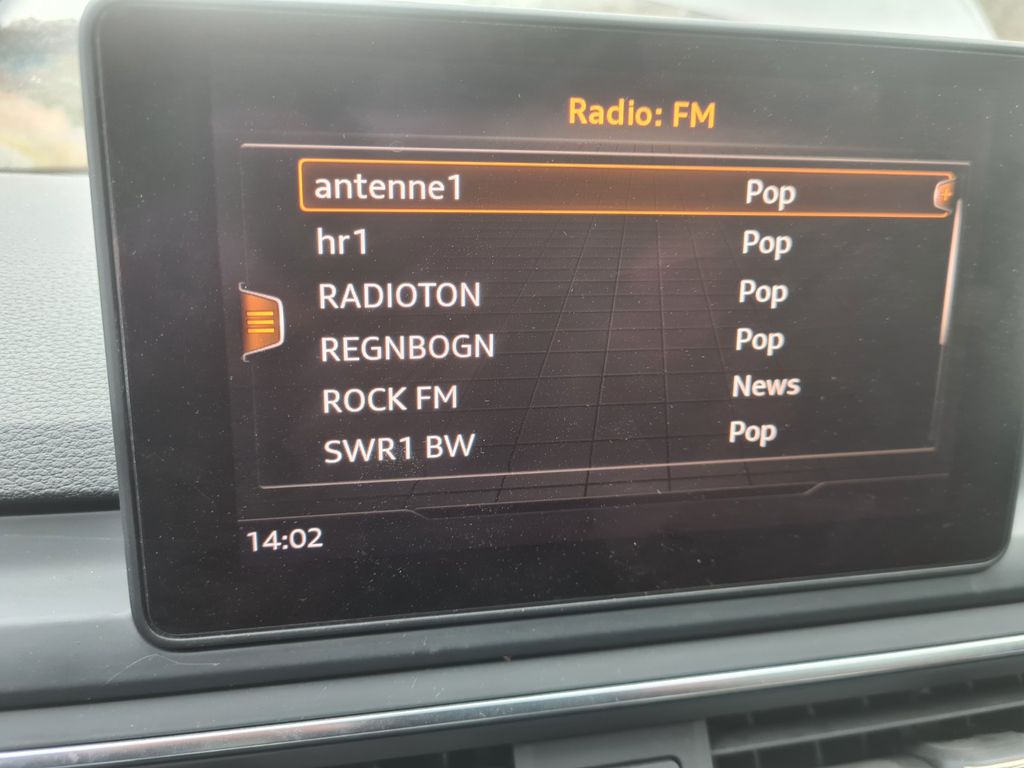 Radio: FM
antenne1 Pop
hr1 Pop
RADIOTON Pop
REGNBOGN Pop
ROCK FM News
SWR1 BW Pop
14:02